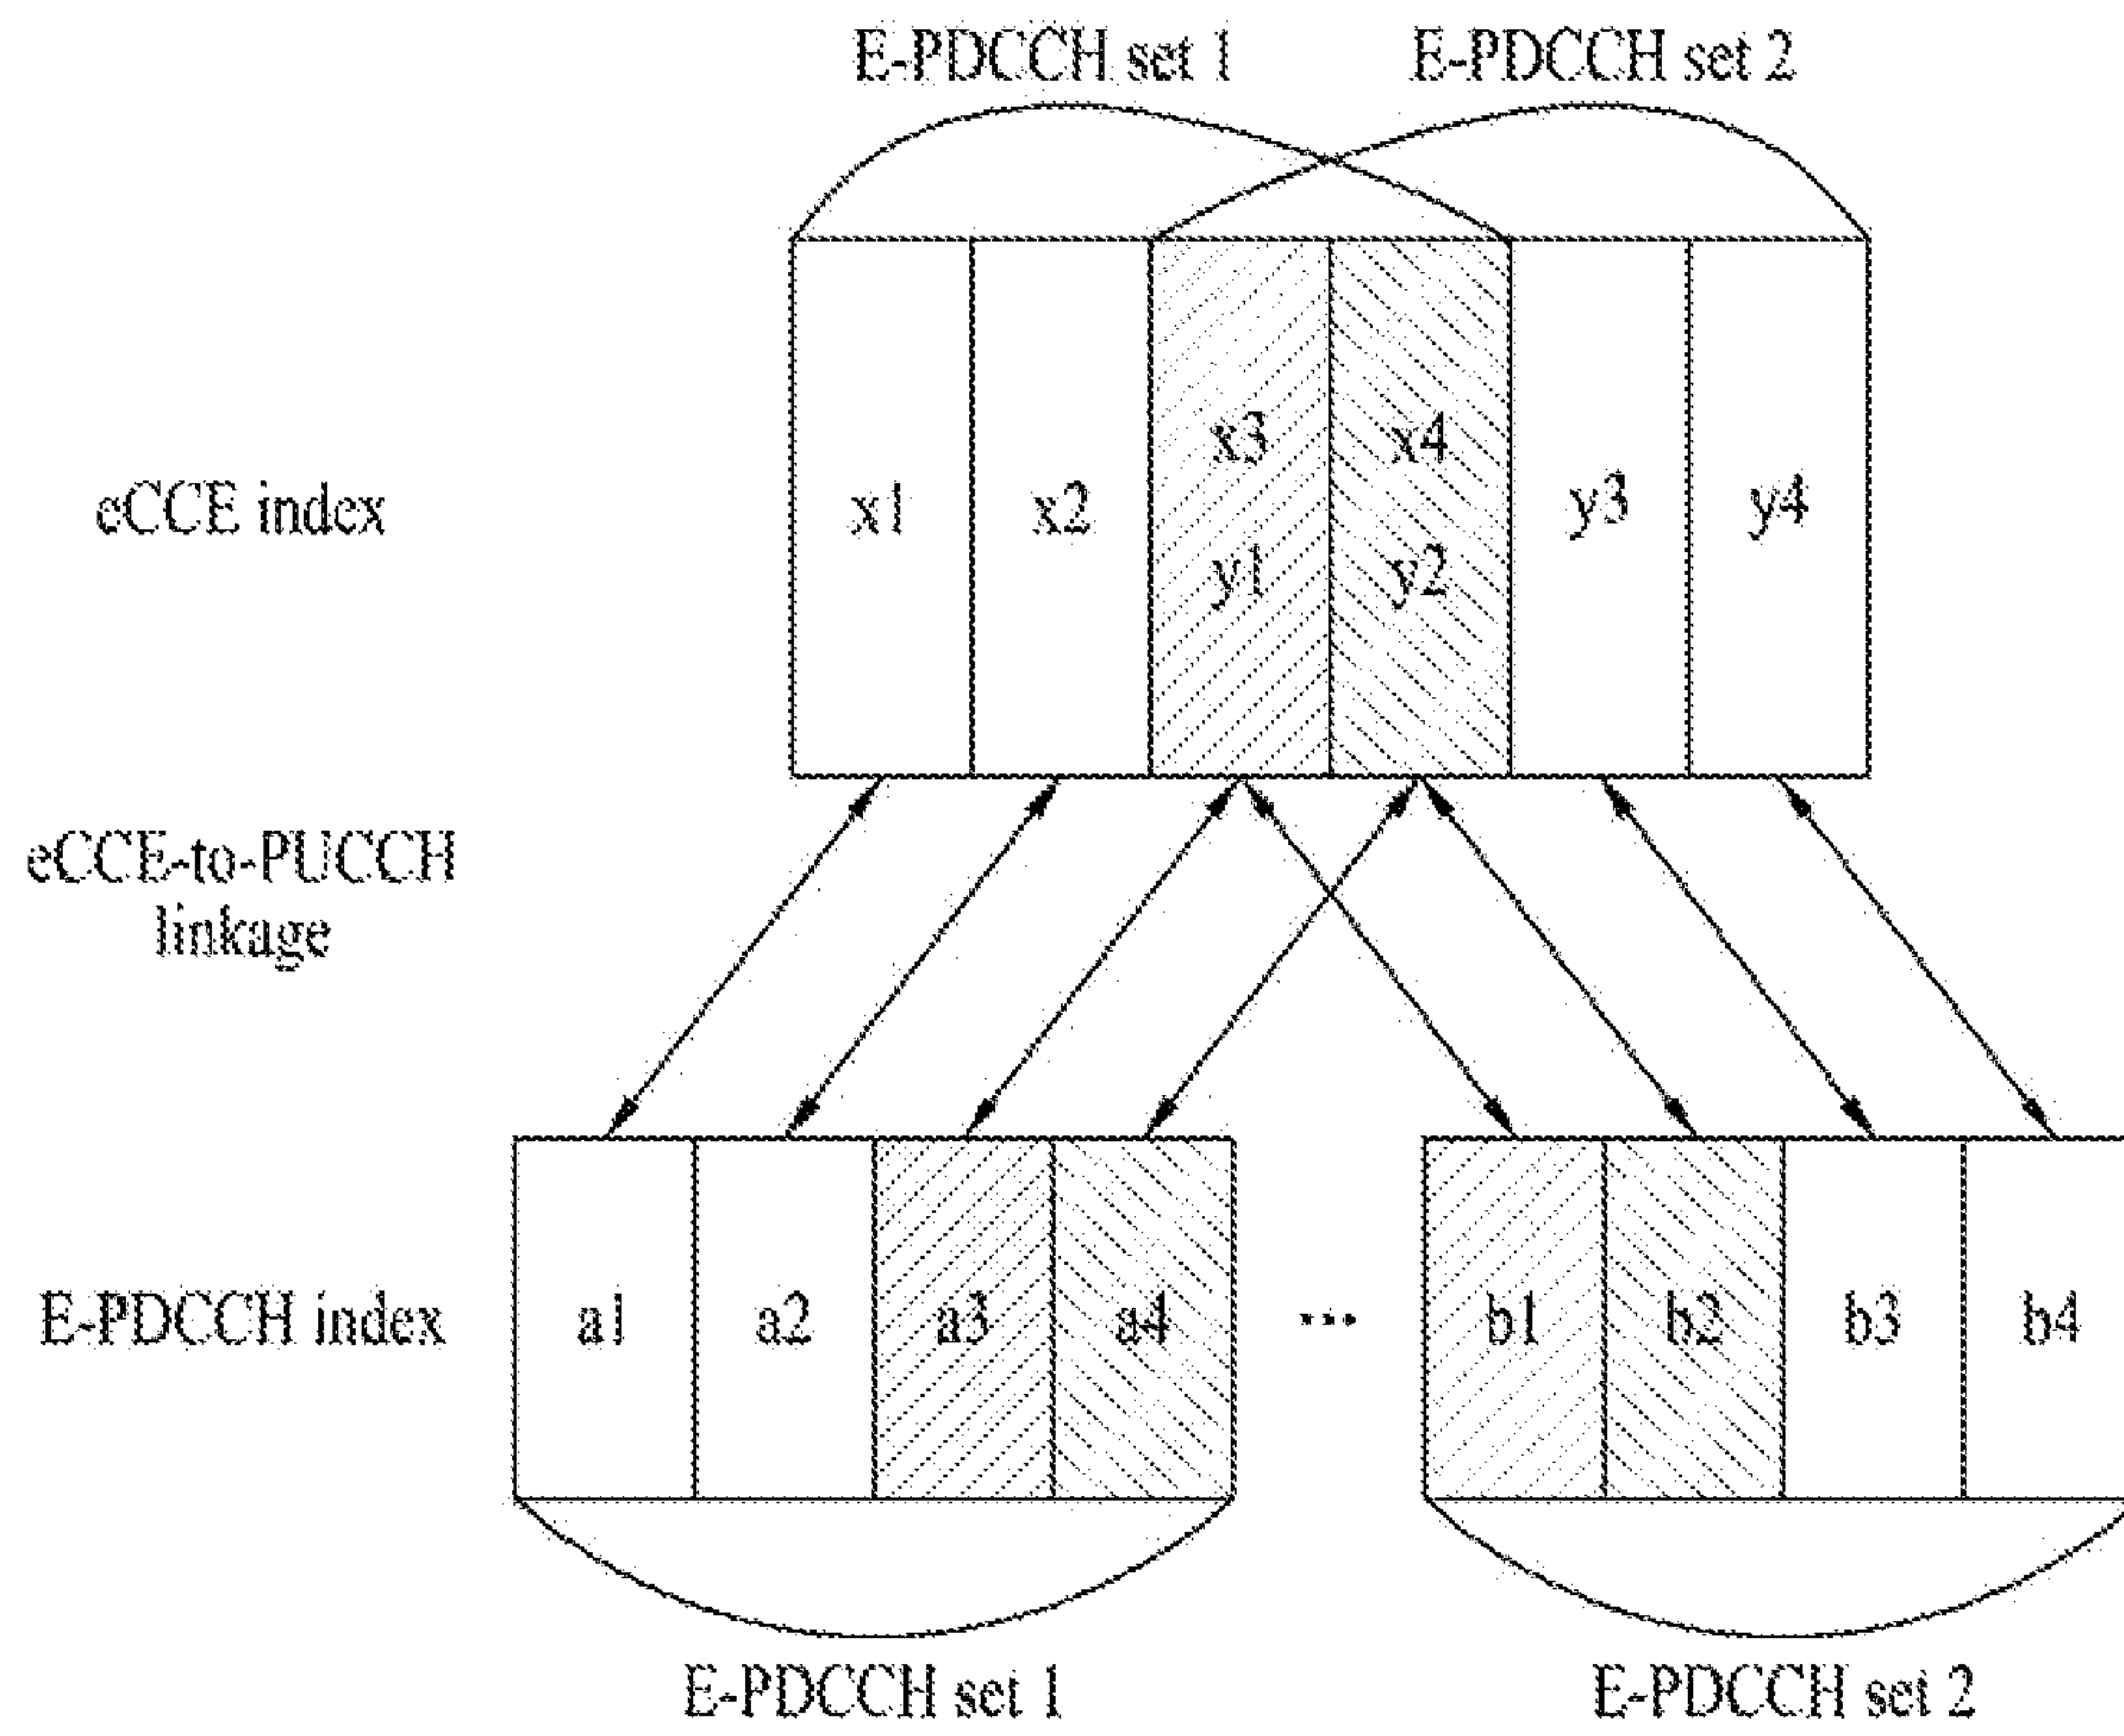 E-PDCCH set 1 E-PDCCH set 2
eCCE index
x1 x2 x3 x4 y3 y4
y1 y2
eCCE-to-PUCCH
linkage
E-PDCCH index a1 a2 a3 a4 ... b1 b2 b3 b4
E-PDCCH set 1 E-PDCCH set 2